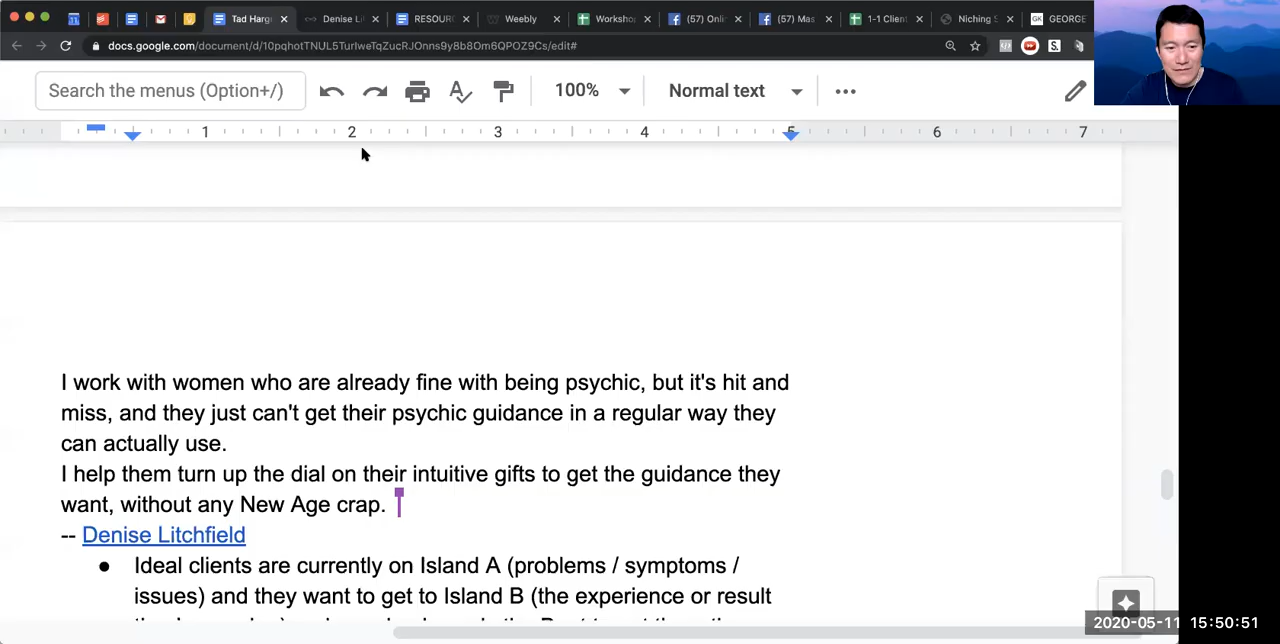 Tad Harg
Denise Li
RESOUR
Weebly
Worksho
(57) Onli
(57) Mas
1-1 Clien
Niching S
GK GEORGE
docs.google.com/document/d/10pqhotTNUL5TurIweTqZucRJOnns9y8b8Om6QPOZ9Cs/edit#
Search the menus (Option+/)
100%
Normal text
1 2 3 4 5 6 7
I work with women who are already fine with being psychic, but it's hit and
miss, and they just can't get their psychic guidance in a regular way they
can actually use.
I help them turn up the dial on their intuitive gifts to get the guidance they
want, without any New Age crap.
-- Denise Litchfield
● Ideal clients are currently on Island A (problems / symptoms /
issues) and they want to get to Island B (the experience or result
2020-05-11 15:50:51